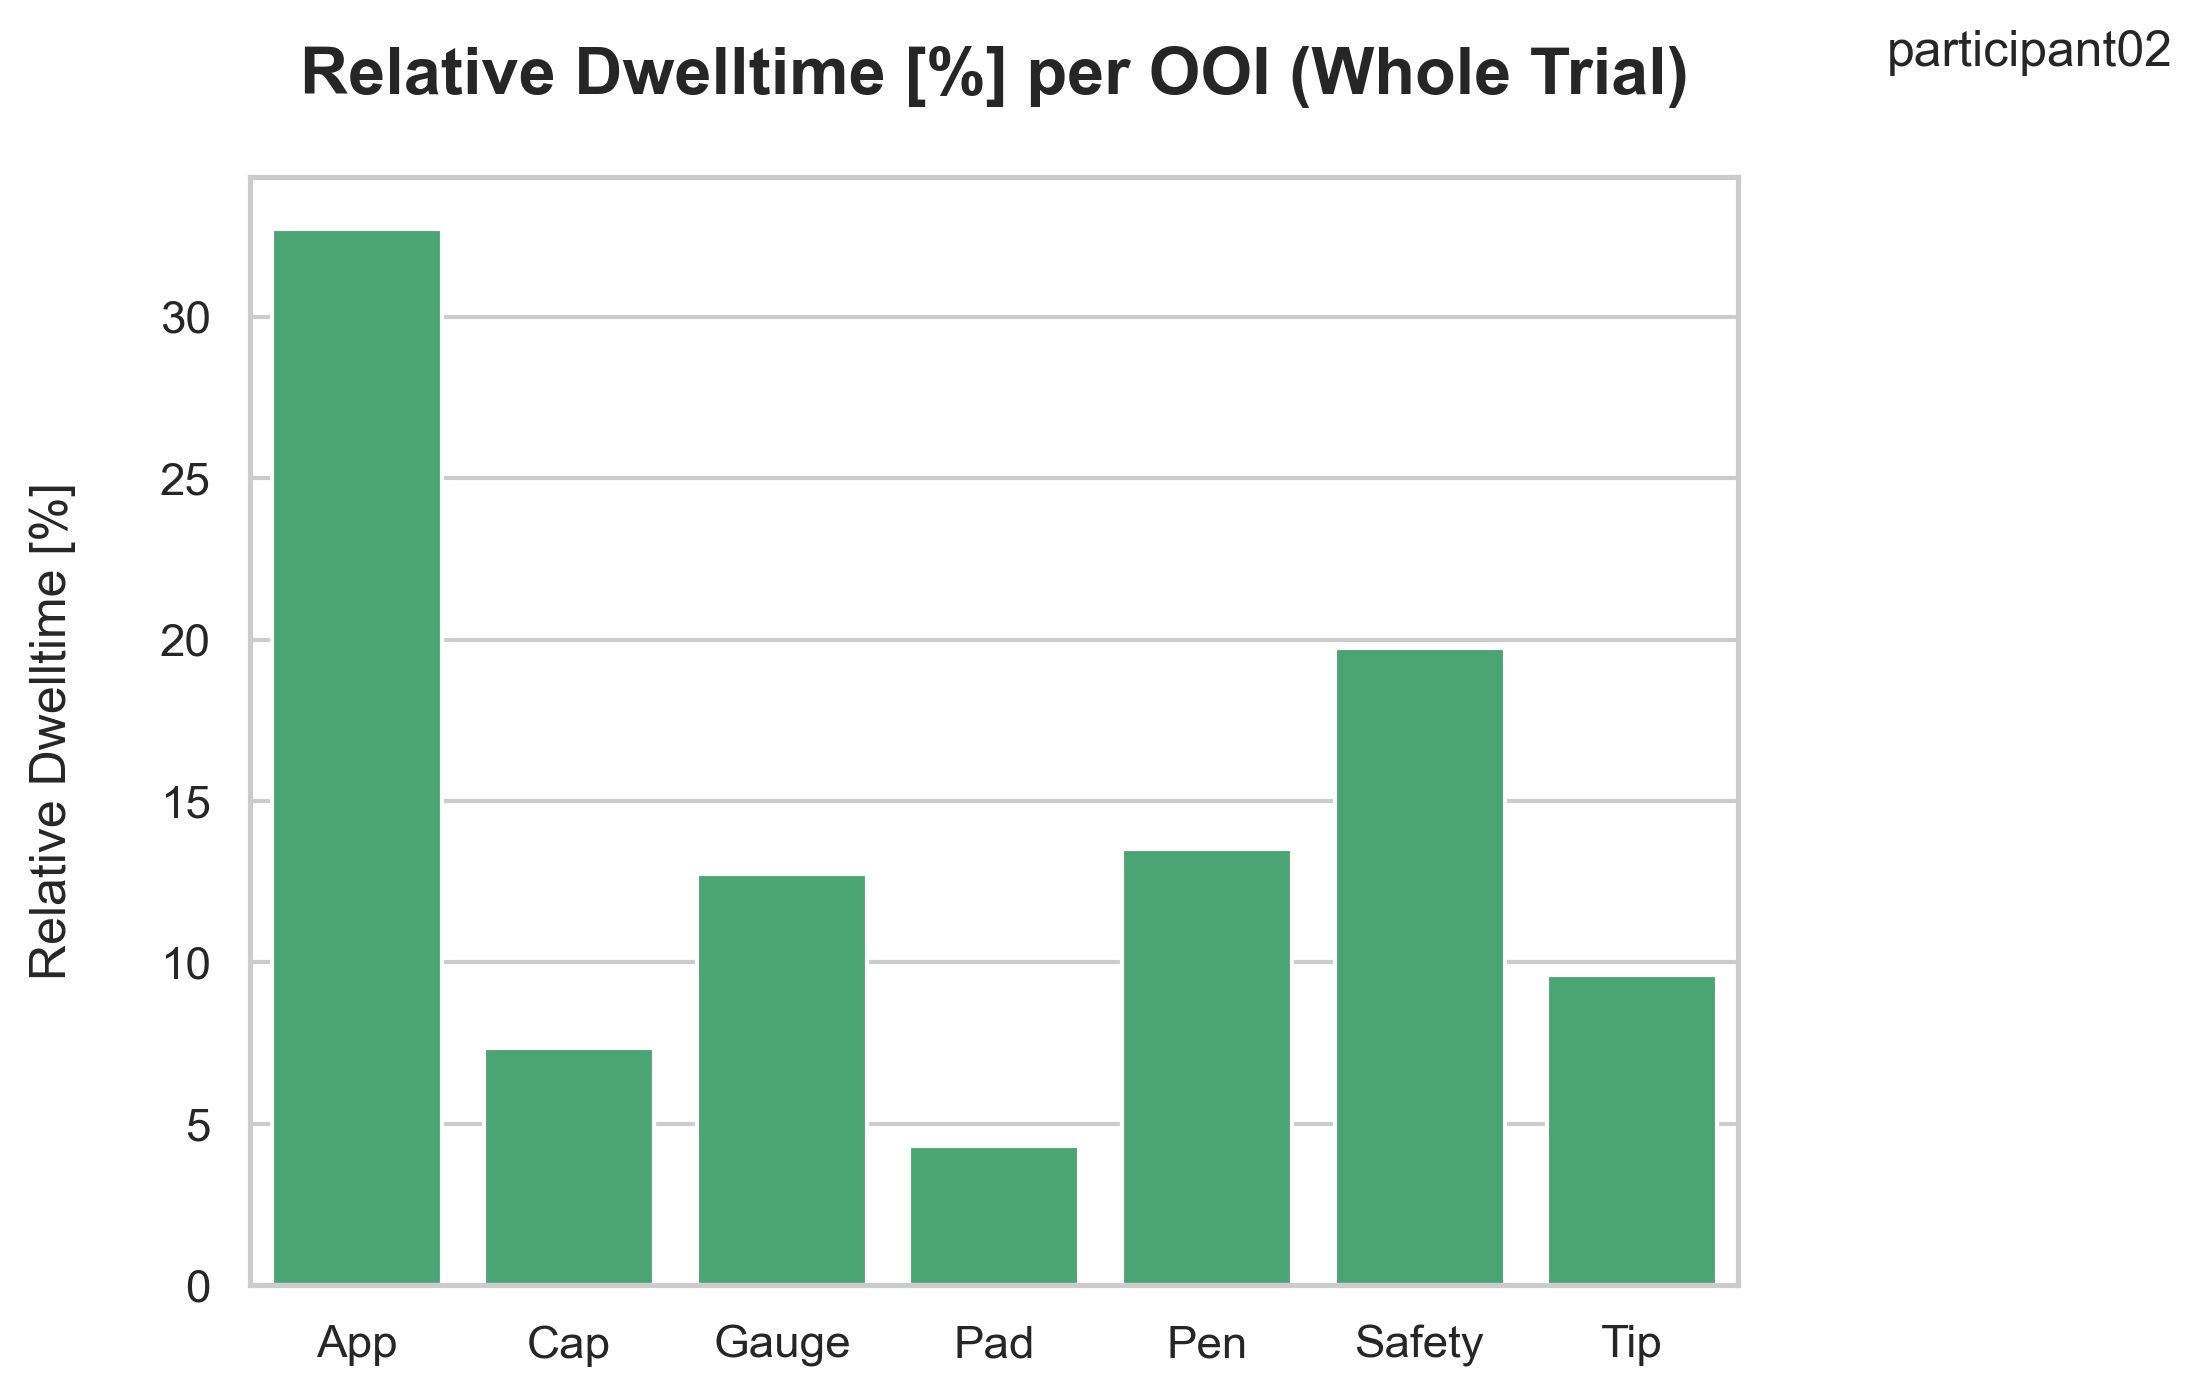 participant02
Relative Dwelltime [%] per OOI (Whole Trial)
Relative Dwelltime [%]
30
25
20
15
10
5
0
App Cap Gauge Pad Pen Safety Tip